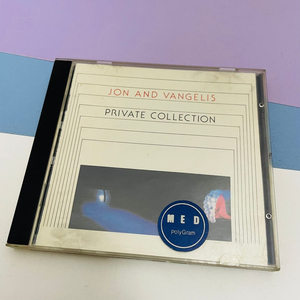 JON AND VANGELIS
PRIVATE COLLECTION
MED
PolyGram